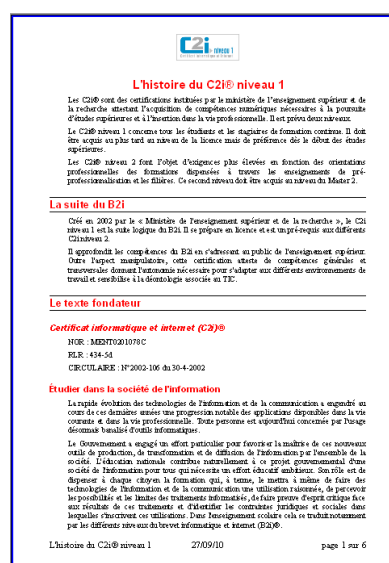 C2i niveau 1
L'histoire du C2i® niveau 1
Les C2i® sont des certifications instituées par le ministère de l'enseignement supérieur et de
la recherche attestant l'acquisition de compétences numériques nécessaires à la poursuite
d'études supérieures et à l'insertion dans la vie professionnelle. Il est prévu deux niveaux.
Le C2i® niveau 1 concerne tous les étudiants et les stagiaires de formation continue. Il doit
être acquis au plus tard au niveau de la licence mais de préférence dès le début des études
supérieures.
Les C2i® niveau 2 font l'objet d'exigences plus élevées en fonction des orientations
professionnelles des formations dispensées à travers les enseignements de pré-
professionnalisation et les filières. Ce second niveau doit être acquis au niveau du Master 2.
La suite du B2i
Créé en 2002 par le « Ministère de l'enseignement supérieur et de la recherche », le C2i
niveau 1 est la suite logique du B2i. Il se prépare en licence et est un pré-requis aux différents
C2i niveau 2.
Il approfondit les compétences du B2i en s'adressant au public de l'enseignement supérieur.
Outre l'aspect manipulatoire, cette certification atteste de compétences générales et
transversales donnant l'autonomie nécessaire pour s'adapter aux différents environnements de
travail et sensibilise à la déontologie associée au TIC.
Le texte fondateur
Certificat informatique et internet (C2i)®
NOR : MENT0201078C
RLR : 434-5d
CIRCULAIRE : N°2002-106 du 30-4-2002
Étudier dans la société de l'information
La rapide évolution des technologies de l'information et de la communication a engendré au
cours de ces dernières années une progression notable des applications disponibles dans la vie
courante et dans la vie professionnelle. Toute personne est aujourd'hui concernée par l'usage
désormais banalisé d'outils informatiques.
Le Gouvernement a engagé un effort particulier pour favoriser la maîtrise de ces nouveaux
outils de production, de transformation et de diffusion de l'information par l'ensemble de la
société. L'éducation nationale contribue naturellement à ce projet gouvernemental d'une
société de l'information pour tous qui nécessite un effort éducatif ambitieux. Son rôle est de
dispenser à chaque citoyen la formation qui, à terme, le mettra à même de faire des
technologies de l'information et de la communication une utilisation raisonnée, de percevoir
les possibilités et les limites des traitements informatisés, de faire preuve d'esprit critique face
aux résultats de ces traitements et d'identifier les contraintes juridiques et sociales dans
lesquelles s'inscrivent ces utilisations. Dans l'enseignement scolaire cela se traduit notamment
par les différents niveaux du brevet informatique et internet (B2i)®.
L'histoire du C2i® niveau 1 27/09/10 page 1 sur 6